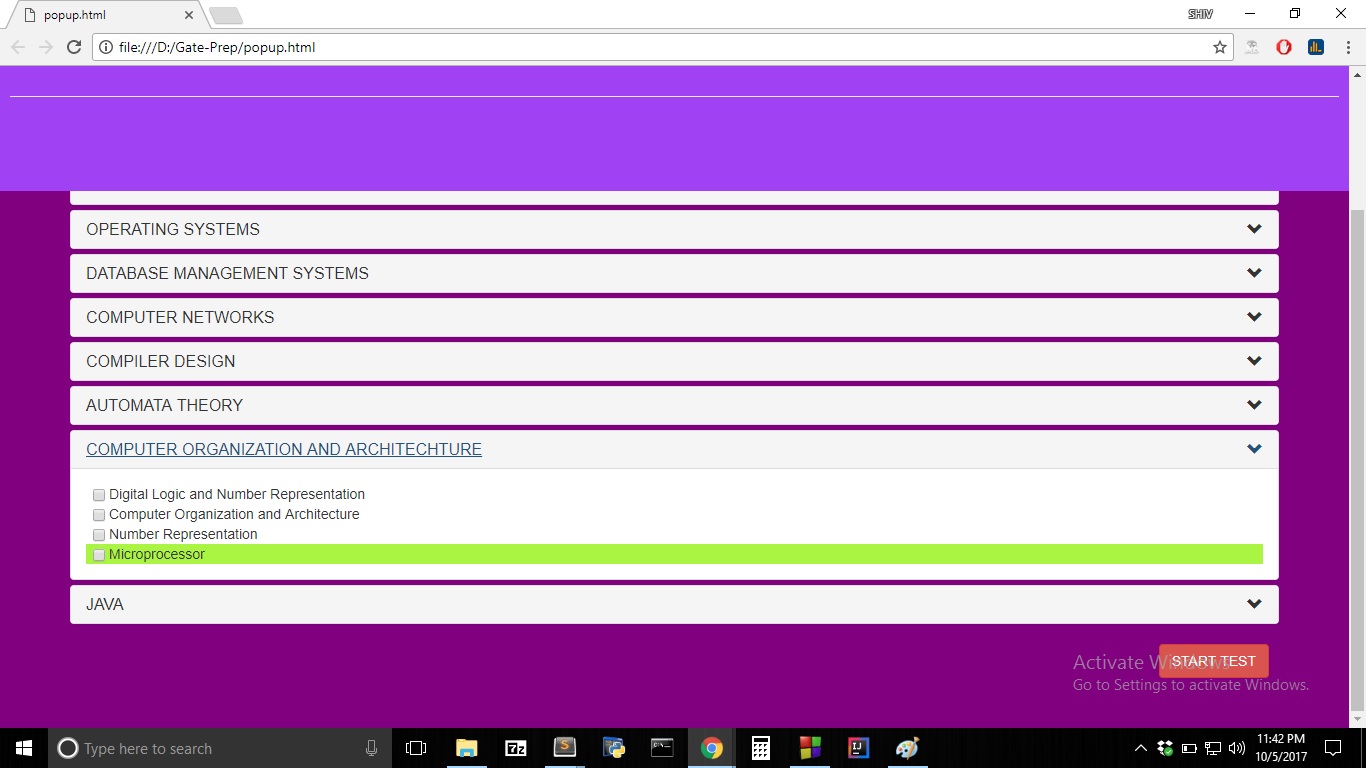 popup.html
SHIV
file:///D:/Gate-Prep/popup.html
OPERATING SYSTEMS
DATABASE MANAGEMENT SYSTEMS
COMPUTER NETWORKS
COMPILER DESIGN
AUTOMATA THEORY
COMPUTER ORGANIZATION AND ARCHITECHTURE
Digital Logic and Number Representation
Computer Organization and Architecture
Number Representation
Microprocessor
JAVA
START TEST
Activate Windows
Go to Settings to activate Windows.
Type here to search
7z
S
IJ
11:42 PM
10/5/2017